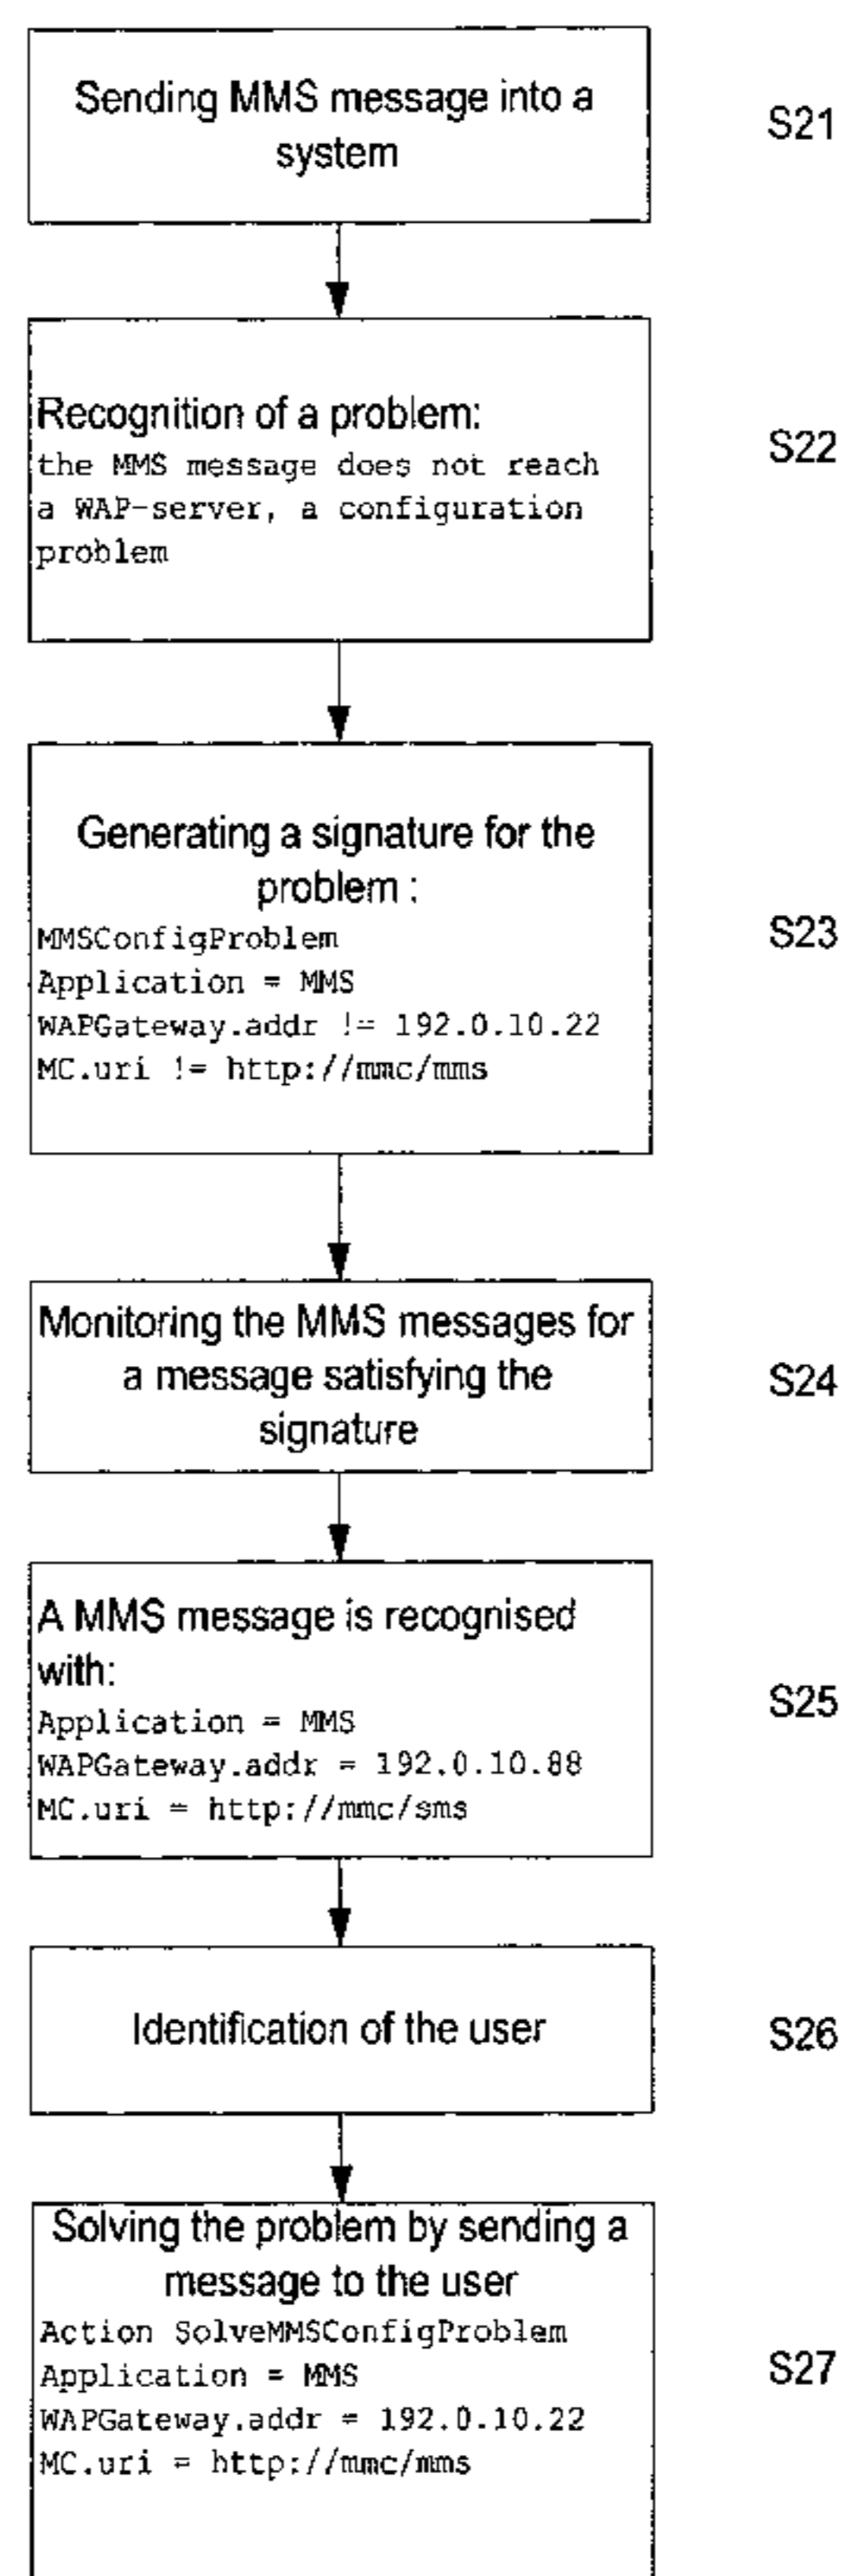 Sending MMS message into a
system
S21
Recognition of a problem:
the MMS message does not reach
a WAP-server, a configuration
problem
S22
Generating a signature for the
problem :
MMSConfigProblem
Application = MMS
WAPGateway.addr != 192.0.10.22
MC.uri != http://mmc/mms
S23
Monitoring the MMS messages for
a message satisfying the
signature
S24
A MMS message is recognised
with:
Application = MMS
WAPGateway.addr = 192.0.10.88
MC.uri = http://mmc/sms
S25
Identification of the user
S26
Solving the problem by sending a
message to the user
Action SolveMMSConfigProblem
Application = MMS
WAPGateway.addr = 192.0.10.22
MC.uri = http://mmc/mms
S27